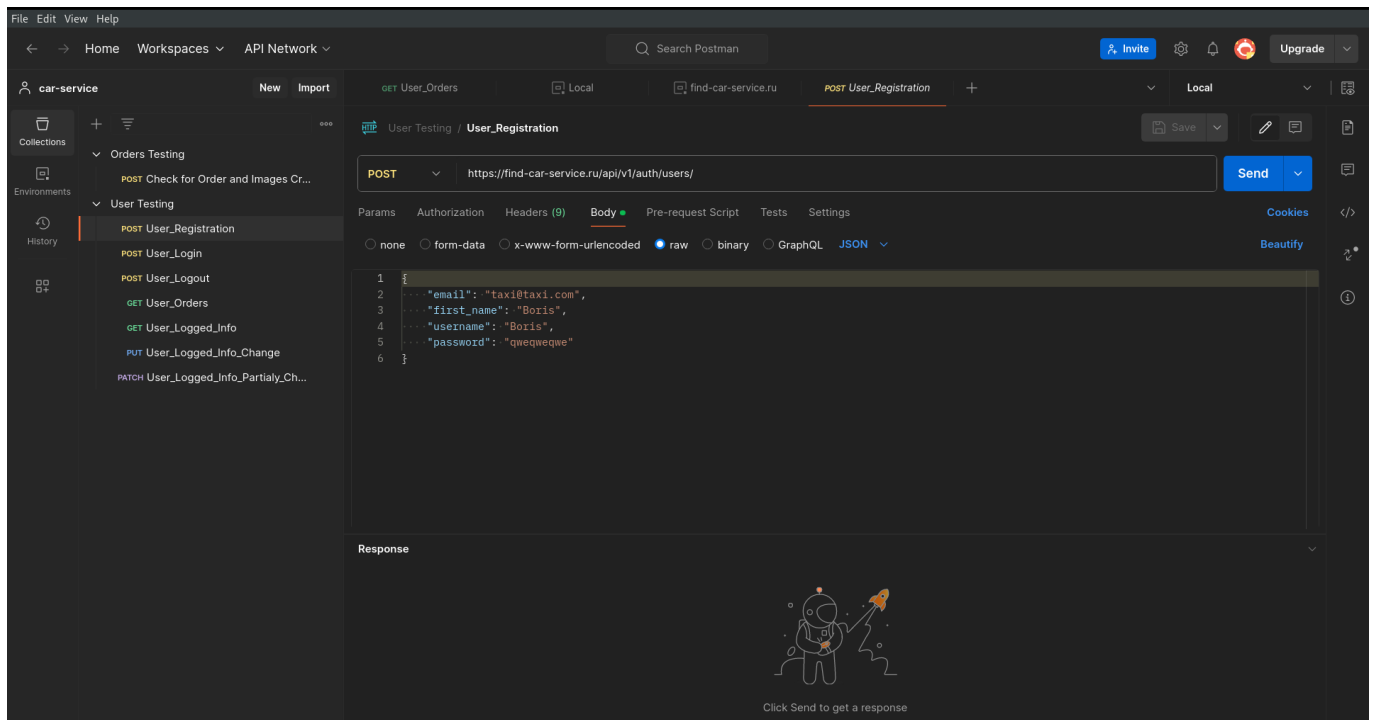 File Edit View Help
Home Workspaces API Network Search Postman Invite Upgrade
car-service New Import GET User_Orders Local find-car-service.ru POST User_Registration Local
Collections
Environments
History
Orders Testing
POST Check for Order and Images Cr...
User Testing
POST User_Registration
POST User_Login
POST User_Logout
GET User_Orders
GET User_Logged_Info
PUT User_Logged_Info_Change
PATCH User_Logged_Info_Partialy_Ch...
HTTP User Testing / User_Registration Save
POST https://find-car-service.ru/api/v1/auth/users/ Send
Params Authorization Headers (9) Body Pre-request Script Tests Settings Cookies
none form-data x-www-form-urlencoded raw binary GraphQL JSON Beautify
1 {
2 "email": "taxi@taxi.com",
3 "first_name": "Boris",
4 "username": "Boris",
5 "password": "qweqweqwe"
6 }
Response
Click Send to get a response